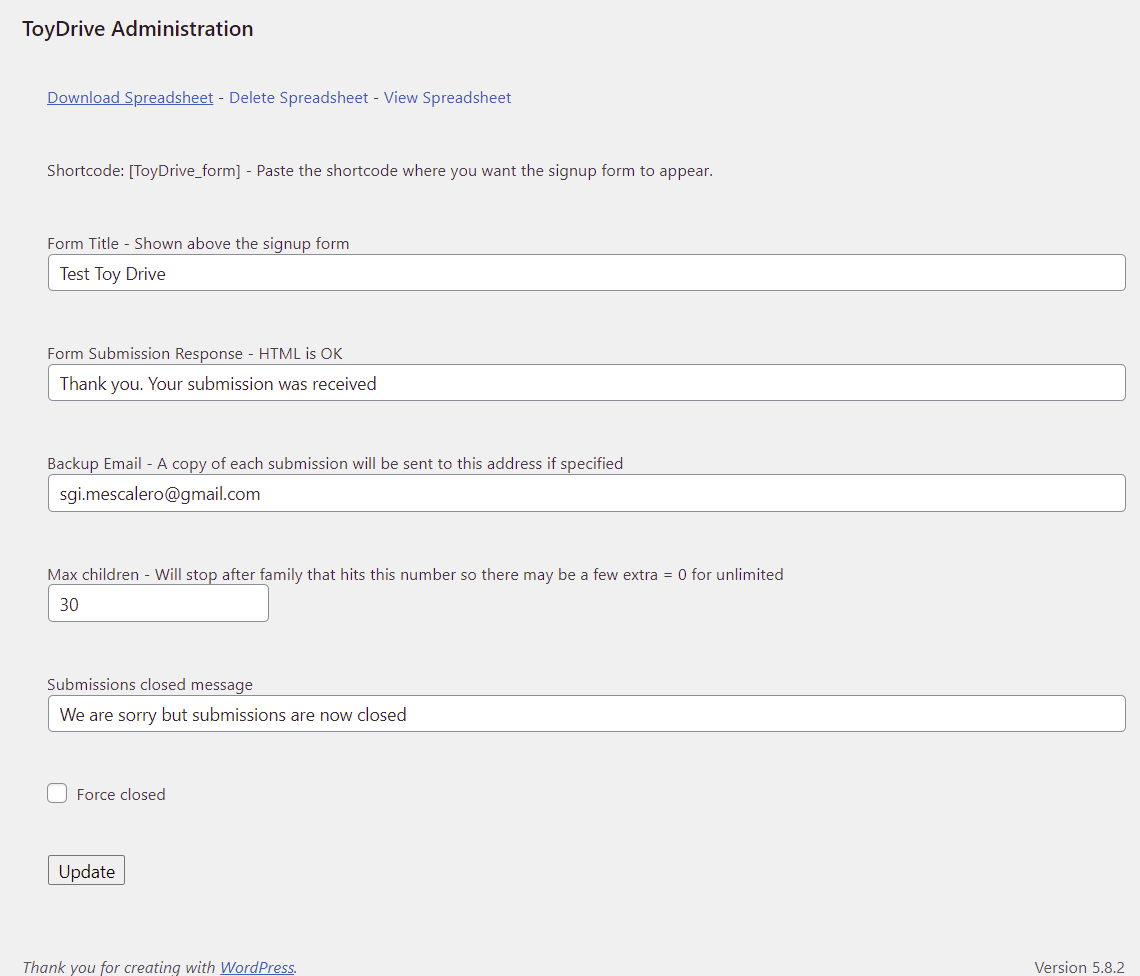 ToyDrive Administration
Download Spreadsheet - Delete Spreadsheet - View Spreadsheet
Shortcode: [ToyDrive_form] - Paste the shortcode where you want the signup form to appear.
Form Title - Shown above the signup form
Test Toy Drive
Form Submission Response - HTML is OK
Thank you. Your submission was received
Backup Email - A copy of each submission will be sent to this address if specified
sgi.mescalero@gmail.com
Max children - Will stop after family that hits this number so there may be a few extra = 0 for unlimited
30
Submissions closed message
We are sorry but submissions are now closed
Force closed
Update
Thank you for creating with WordPress. Version 5.8.2